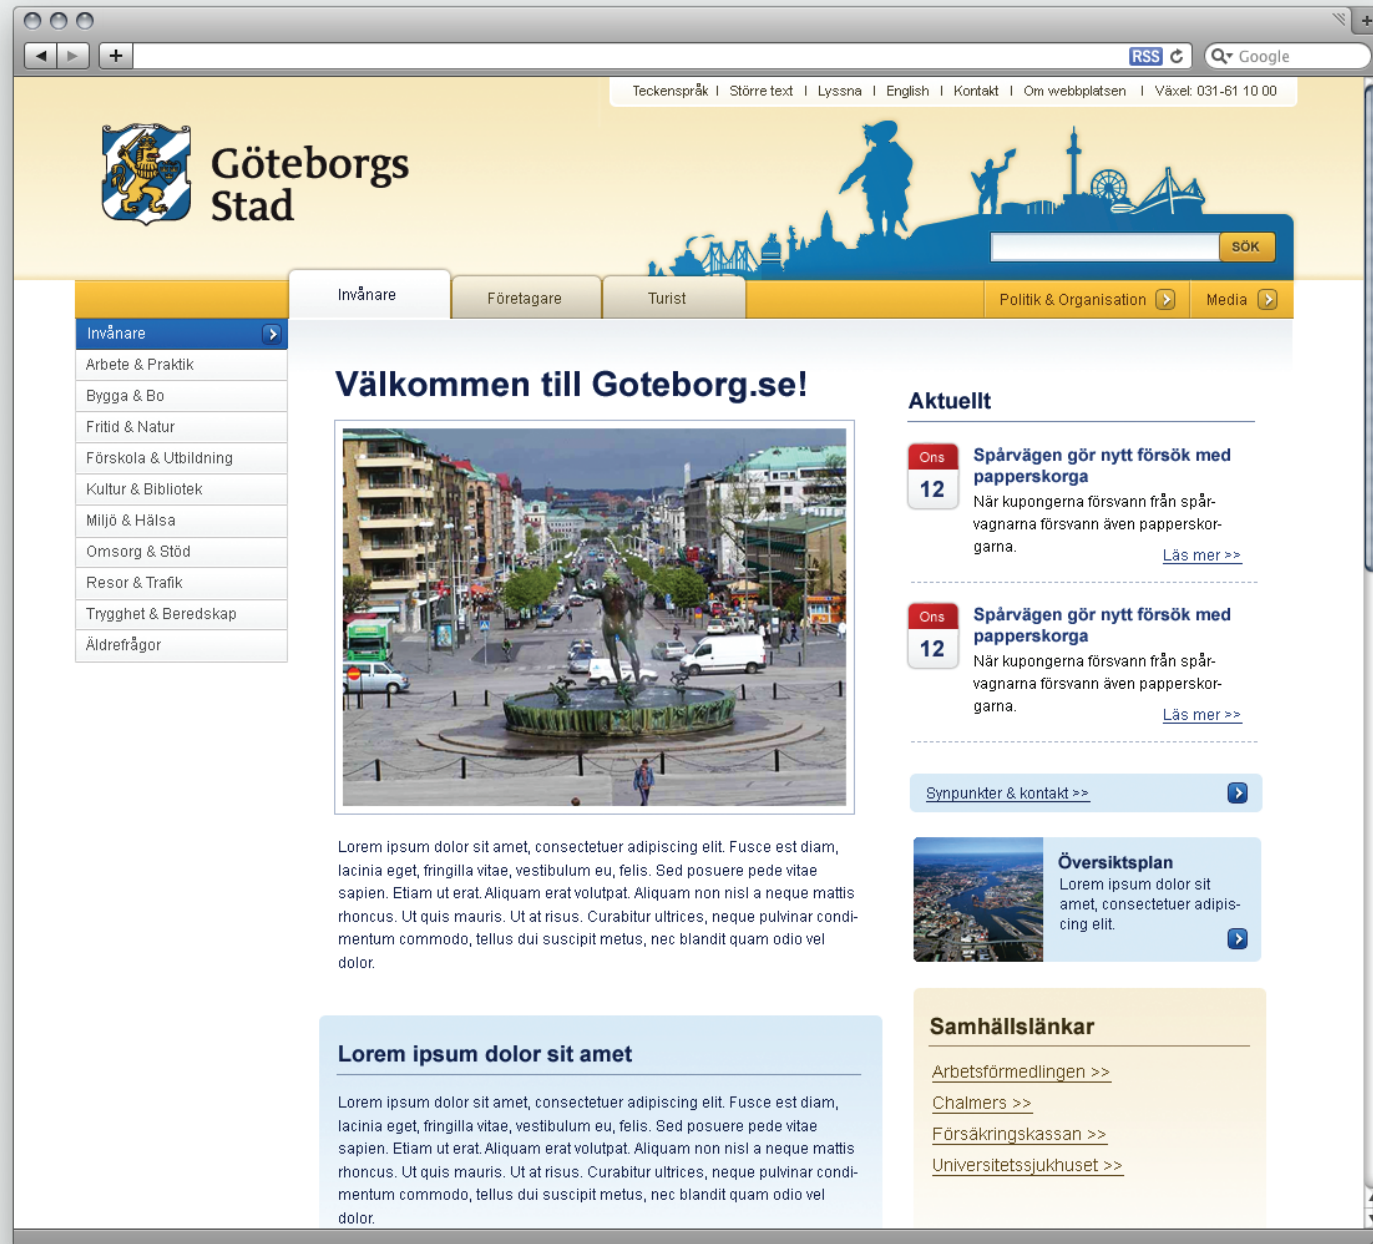 RSS
Google
Teckenspråk I Större text I Lyssna I English I Kontakt I Om webbplatsen I Växel: 031-61 10 00
Göteborgs
Stad
SÖK
Invånare
Företagare
Turist
Politik & Organisation
Media
Invånare
Arbete & Praktik
Bygga & Bo
Fritid & Natur
Förskola & Utbildning
Kultur & Bibliotek
Miljö & Hälsa
Omsorg & Stöd
Resor & Trafik
Trygghet & Beredskap
Äldrefrågor
Välkommen till Goteborg.se!
Lorem ipsum dolor sit amet, consectetuer adipiscing elit. Fusce est diam,
lacinia eget, fringilla vitae, vestibulum eu, felis. Sed posuere pede vitae
sapien. Etiam ut erat. Aliquam erat volutpat. Aliquam non nisl a neque mattis
rhoncus. Ut quis mauris. Ut at risus. Curabitur ultrices, neque pulvinar condi-
mentum commodo, tellus dui suscipit metus, nec blandit quam odio vel
dolor.
Lorem ipsum dolor sit amet
Lorem ipsum dolor sit amet, consectetuer adipiscing elit. Fusce est diam,
lacinia eget, fringilla vitae, vestibulum eu, felis. Sed posuere pede vitae
sapien. Etiam ut erat. Aliquam erat volutpat. Aliquam non nisl a neque mattis
rhoncus. Ut quis mauris. Ut at risus. Curabitur ultrices, neque pulvinar condi-
mentum commodo, tellus dui suscipit metus, nec blandit quam odio vel
dolor.
Aktuellt
Ons
12
Spårvägen gör nytt försök med
papperskorga
När kupongerna försvann från spår-
vagnarna försvann även papperskor-
garna.
Läs mer >>
Ons
12
Spårvägen gör nytt försök med
papperskorga
När kupongerna försvann från spår-
vagnarna försvann även papperskor-
garna.
Läs mer >>
Synpunkter & kontakt >>
Översiktsplan
Lorem ipsum dolor sit
amet, consectetuer adipis-
cing elit.
Samhällslänkar
Arbetsförmedlingen >>
Chalmers >>
Försäkringskassan >>
Universitetssjukhuset >>